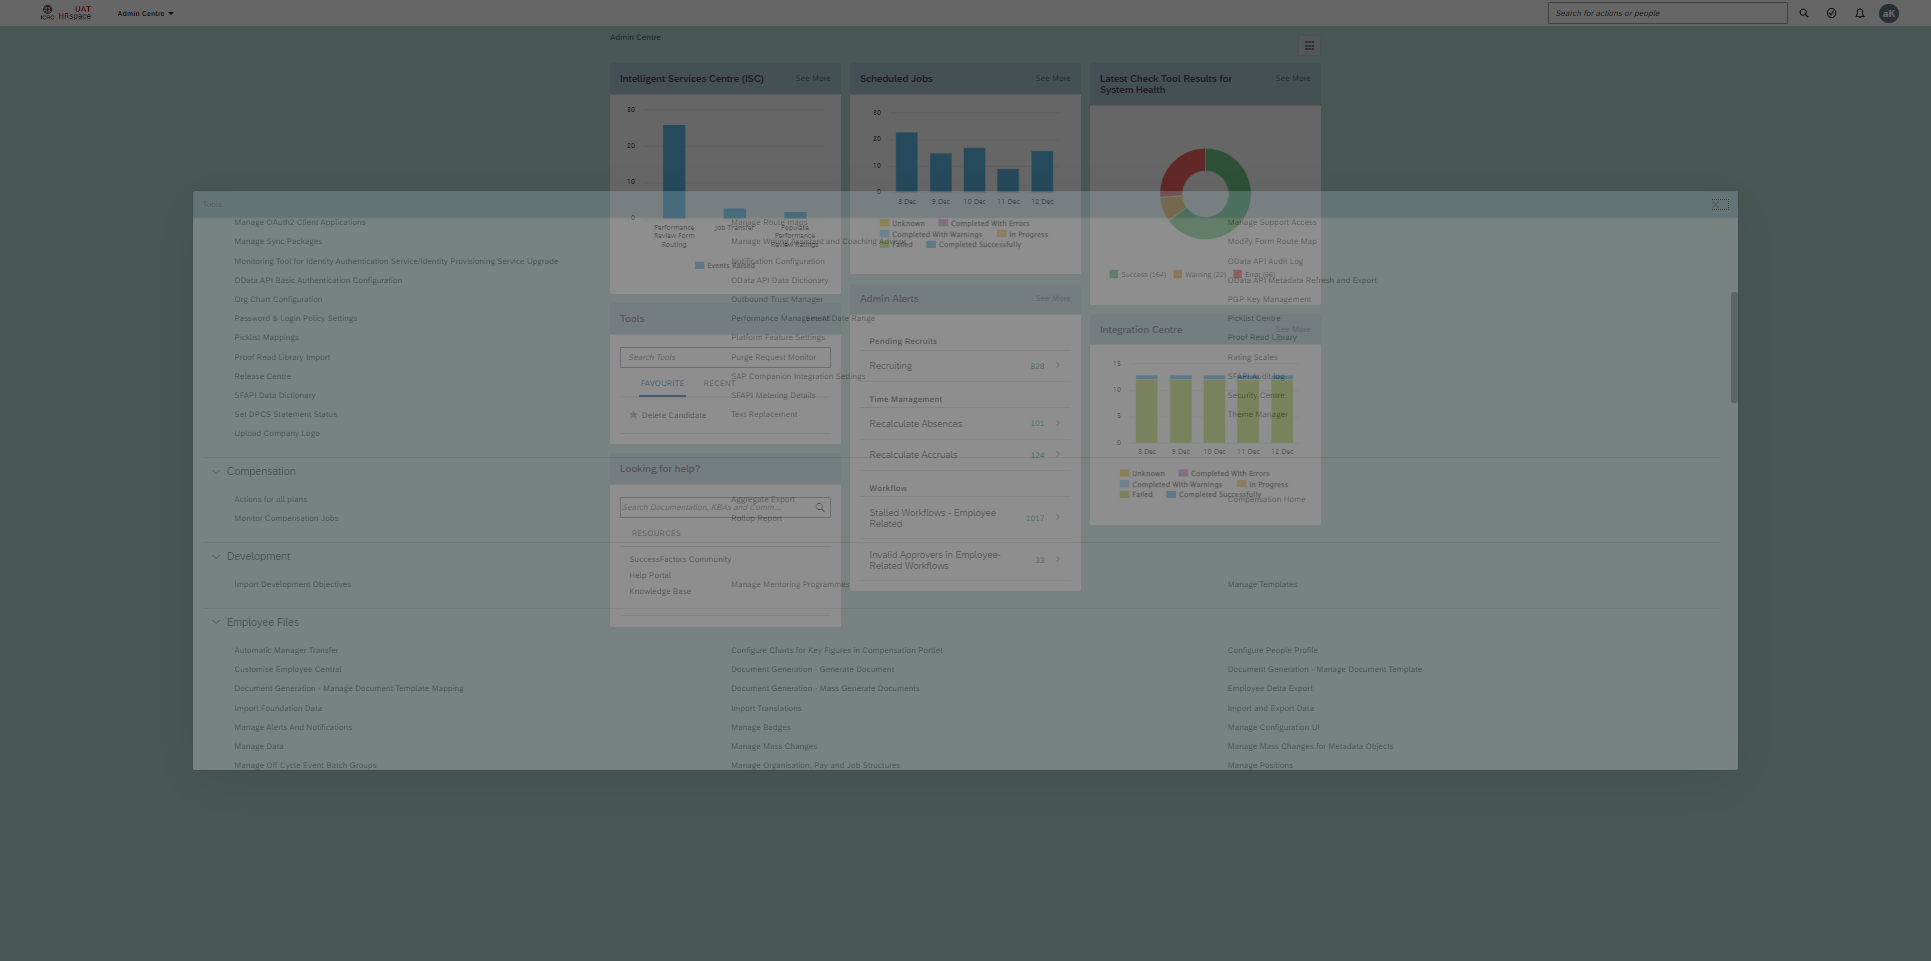 ICRC
UAT
HRspace
Admin Centre
Search for actions or people
aK
Admin Centre
Intelligent Services Centre (ISC)
See More
30
20
10
0
Performance
Review Form
Routing
Job Transfer
Populate
Performance
Review Ratings
Events Raised
Scheduled Jobs
See More
30
20
10
0
8 Dec
9 Dec
10 Dec
11 Dec
12 Dec
Unknown
Completed With Errors
Completed With Warnings
In Progress
Failed
Completed Successfully
Latest Check Tool Results for
System Health
See More
Success (164)
Warning (22)
Error (66)
Tools
Search Tools
FAVOURITE
RECENT
Delete Candidate
Looking for help?
Search Documentation, KBAs and Comm...
RESOURCES
SuccessFactors Community
Help Portal
Knowledge Base
Admin Alerts
See More
Pending Recruits
Recruiting
828
Time Management
Recalculate Absences
101
Recalculate Accruals
124
Workflow
Stalled Workflows - Employee
Related
1017
Invalid Approvers in Employee-
Related Workflows
33
Integration Centre
See More
15
10
5
0
8 Dec
9 Dec
10 Dec
11 Dec
12 Dec
Unknown
Completed With Errors
Completed With Warnings
In Progress
Failed
Completed Successfully
Tools
Manage OAuth2 Client Applications
Manage Route maps
Manage Support Access
Manage Sync Packages
Manage Writing Assistant and Coaching Advisor
Modify Form Route Map
Monitoring Tool for Identity Authentication Service/Identity Provisioning Service Upgrade
Notification Configuration
OData API Audit Log
OData API Basic Authentication Configuration
OData API Data Dictionary
OData API Metadata Refresh and Export
Org Chart Configuration
Outbound Trust Manager
PGP Key Management
Password & Login Policy Settings
Performance Management
Date Range
Picklist Centre
Picklist Mappings
Platform Feature Settings
Proof Read Library
Proof Read Library Import
Purge Request Monitor
Rating Scales
Release Centre
SAP Companion Integration Settings
SFAPI Audit log
SFAPI Data Dictionary
SFAPI Metering Details
Security Centre
Set DPCS Statement Status
Text Replacement
Theme Manager
Upload Company Logo
Compensation
Actions for all plans
Aggregate Export
Compensation Home
Monitor Compensation Jobs
Rollup Report
Development
Import Development Objectives
Manage Mentoring Programmes
Manage Templates
Employee Files
Automatic Manager Transfer
Configure Charts for Key Figures in Compensation Portlet
Configure People Profile
Customise Employee Central
Document Generation - Generate Document
Document Generation - Manage Document Template
Document Generation - Manage Document Template Mapping
Document Generation - Mass Generate Documents
Employee Delta Export
Import Foundation Data
Import Translations
Import and Export Data
Manage Alerts And Notifications
Manage Badges
Manage Configuration UI
Manage Data
Manage Mass Changes
Manage Mass Changes for Metadata Objects
Manage Off Cycle Event Batch Groups
Manage Organisation, Pay and Job Structures
Manage Positions